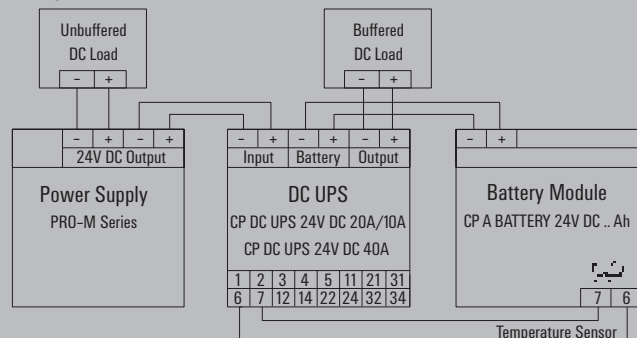 Unbuffered
DC Load
- +
Buffered
DC Load
- +
- + - +
24V DC Output
Power Supply
PRO-M Series
- + - + - +
Input Battery Output
DC UPS
CP DC UPS 24V DC 20A/10A
CP DC UPS 24V DC 40A
1 2 3 4 5 11 21 31
6 7 12 14 22 24 32 34
- +
Battery Module
CP A BATTERY 24V DC .. Ah
7 6
Temperature Sensor